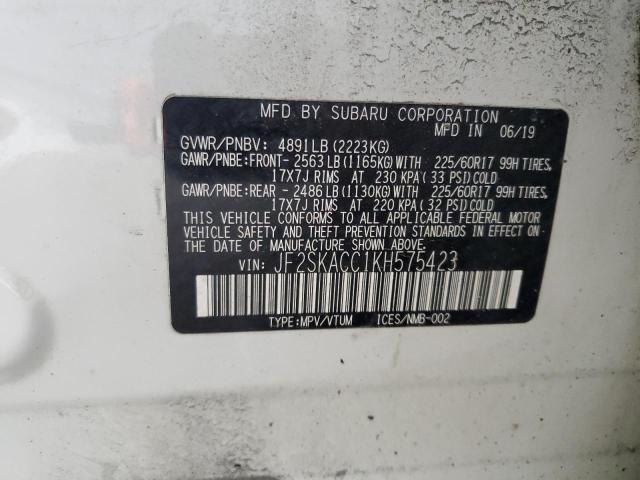 MFD BY SUBARU CORPORATION
MFD IN 06/19
GVWR/PNBV: 4891LB (2223KG)
GAWR/PNBE:FRONT- 2563 LB (1165KG) WITH 225/60R17 99H TIRES,
17X7J RIMS AT 230 KPA (33 PSI) COLD
GAWR/PNBE:REAR - 2486 LB (1130KG) WITH 225/60R17 99H TIRES,
17X7J RIMS AT 220 KPA (32 PSI) COLD
THIS VEHICLE CONFORMS TO ALL APPLICABLE FEDERAL MOTOR
VEHICLE SAFETY AND THEFT PREVENTION STANDARDS
IN EFFECT ON THE DATE OF MANUFACTURE SHOWN ABOVE.
VIN: JF2SKACC1KH575423
TYPE:MPV/VTUM ICES/NMB-002